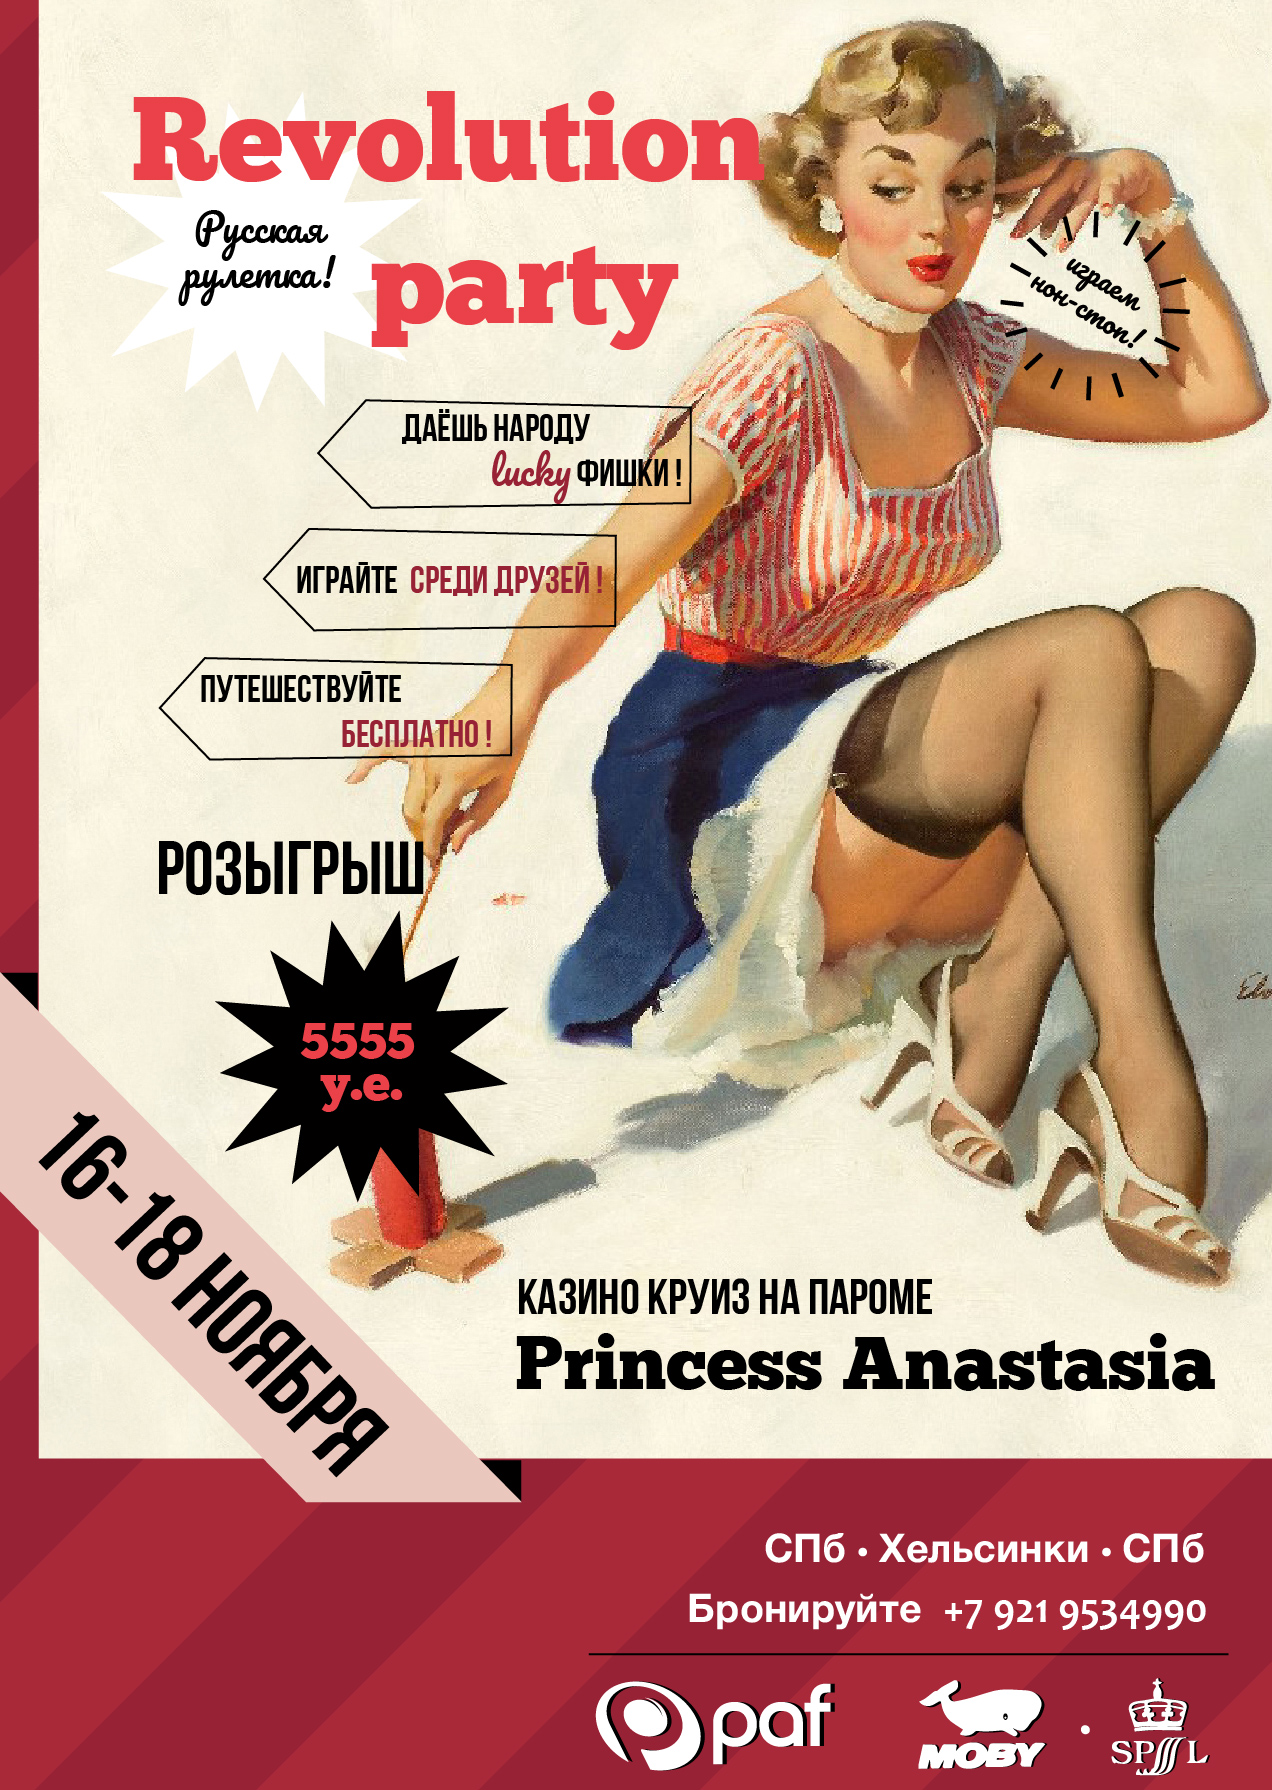 Revolution
party
Русская
рулетка!
играем
нон-стоп!
ДАЁШЬ НАРОДУ
lucky ФИШКИ !
ИГРАЙТЕ СРЕДИ ДРУЗЕЙ !
ПУТЕШЕСТВУЙТЕ
БЕСПЛАТНО !
РОЗЫГРЫШ
5555
у.е.
16-18 НОЯБРЯ
КАЗИНО КРУИЗ НА ПАРОМЕ
Princess Anastasia
СПб • Хельсинки • СПб
Бронируйте +7 921 9534990
paf
MOBY • SPL